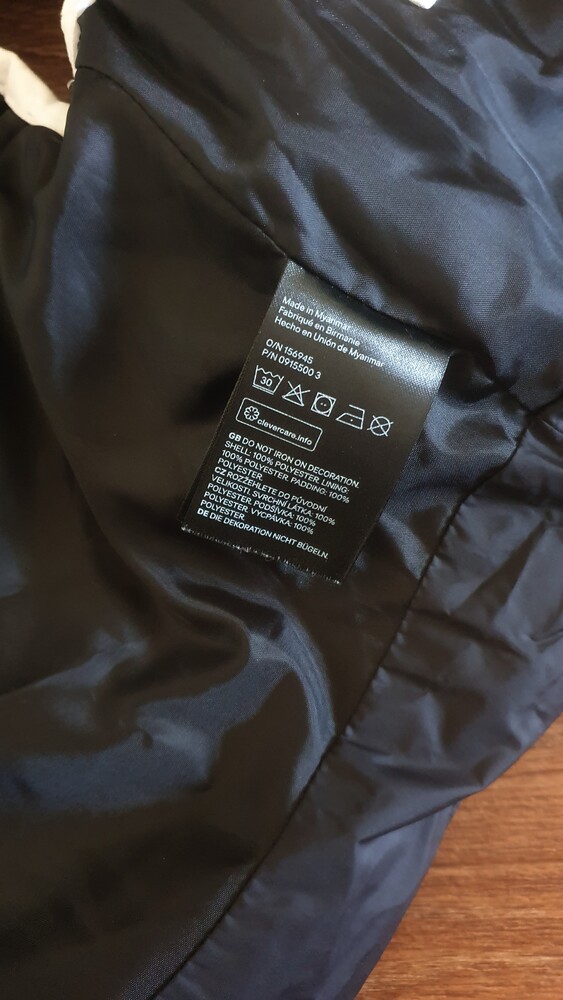 Made in Myanmar
Fabriqué en Birmanie
Hecho en Unión de Myanmar
O/N 156945
P/N 0915500 3
30
clevercare.info
GB DO NOT IRON ON DECORATION.
SHELL: 100% POLYESTER. LINING:
100% POLYESTER. PADDING: 100%
POLYESTER.
CZ ROZŽEHLETE DO PŮVODNÍ
VELIKOSTI. SVRCHNÍ LÁTKA: 100%
POLYESTER. PODŠÍVKA: 100%
POLYESTER. VYCPÁVKA: 100%
POLYESTER.
DE DIE DEKORATION NICHT BÜGELN.